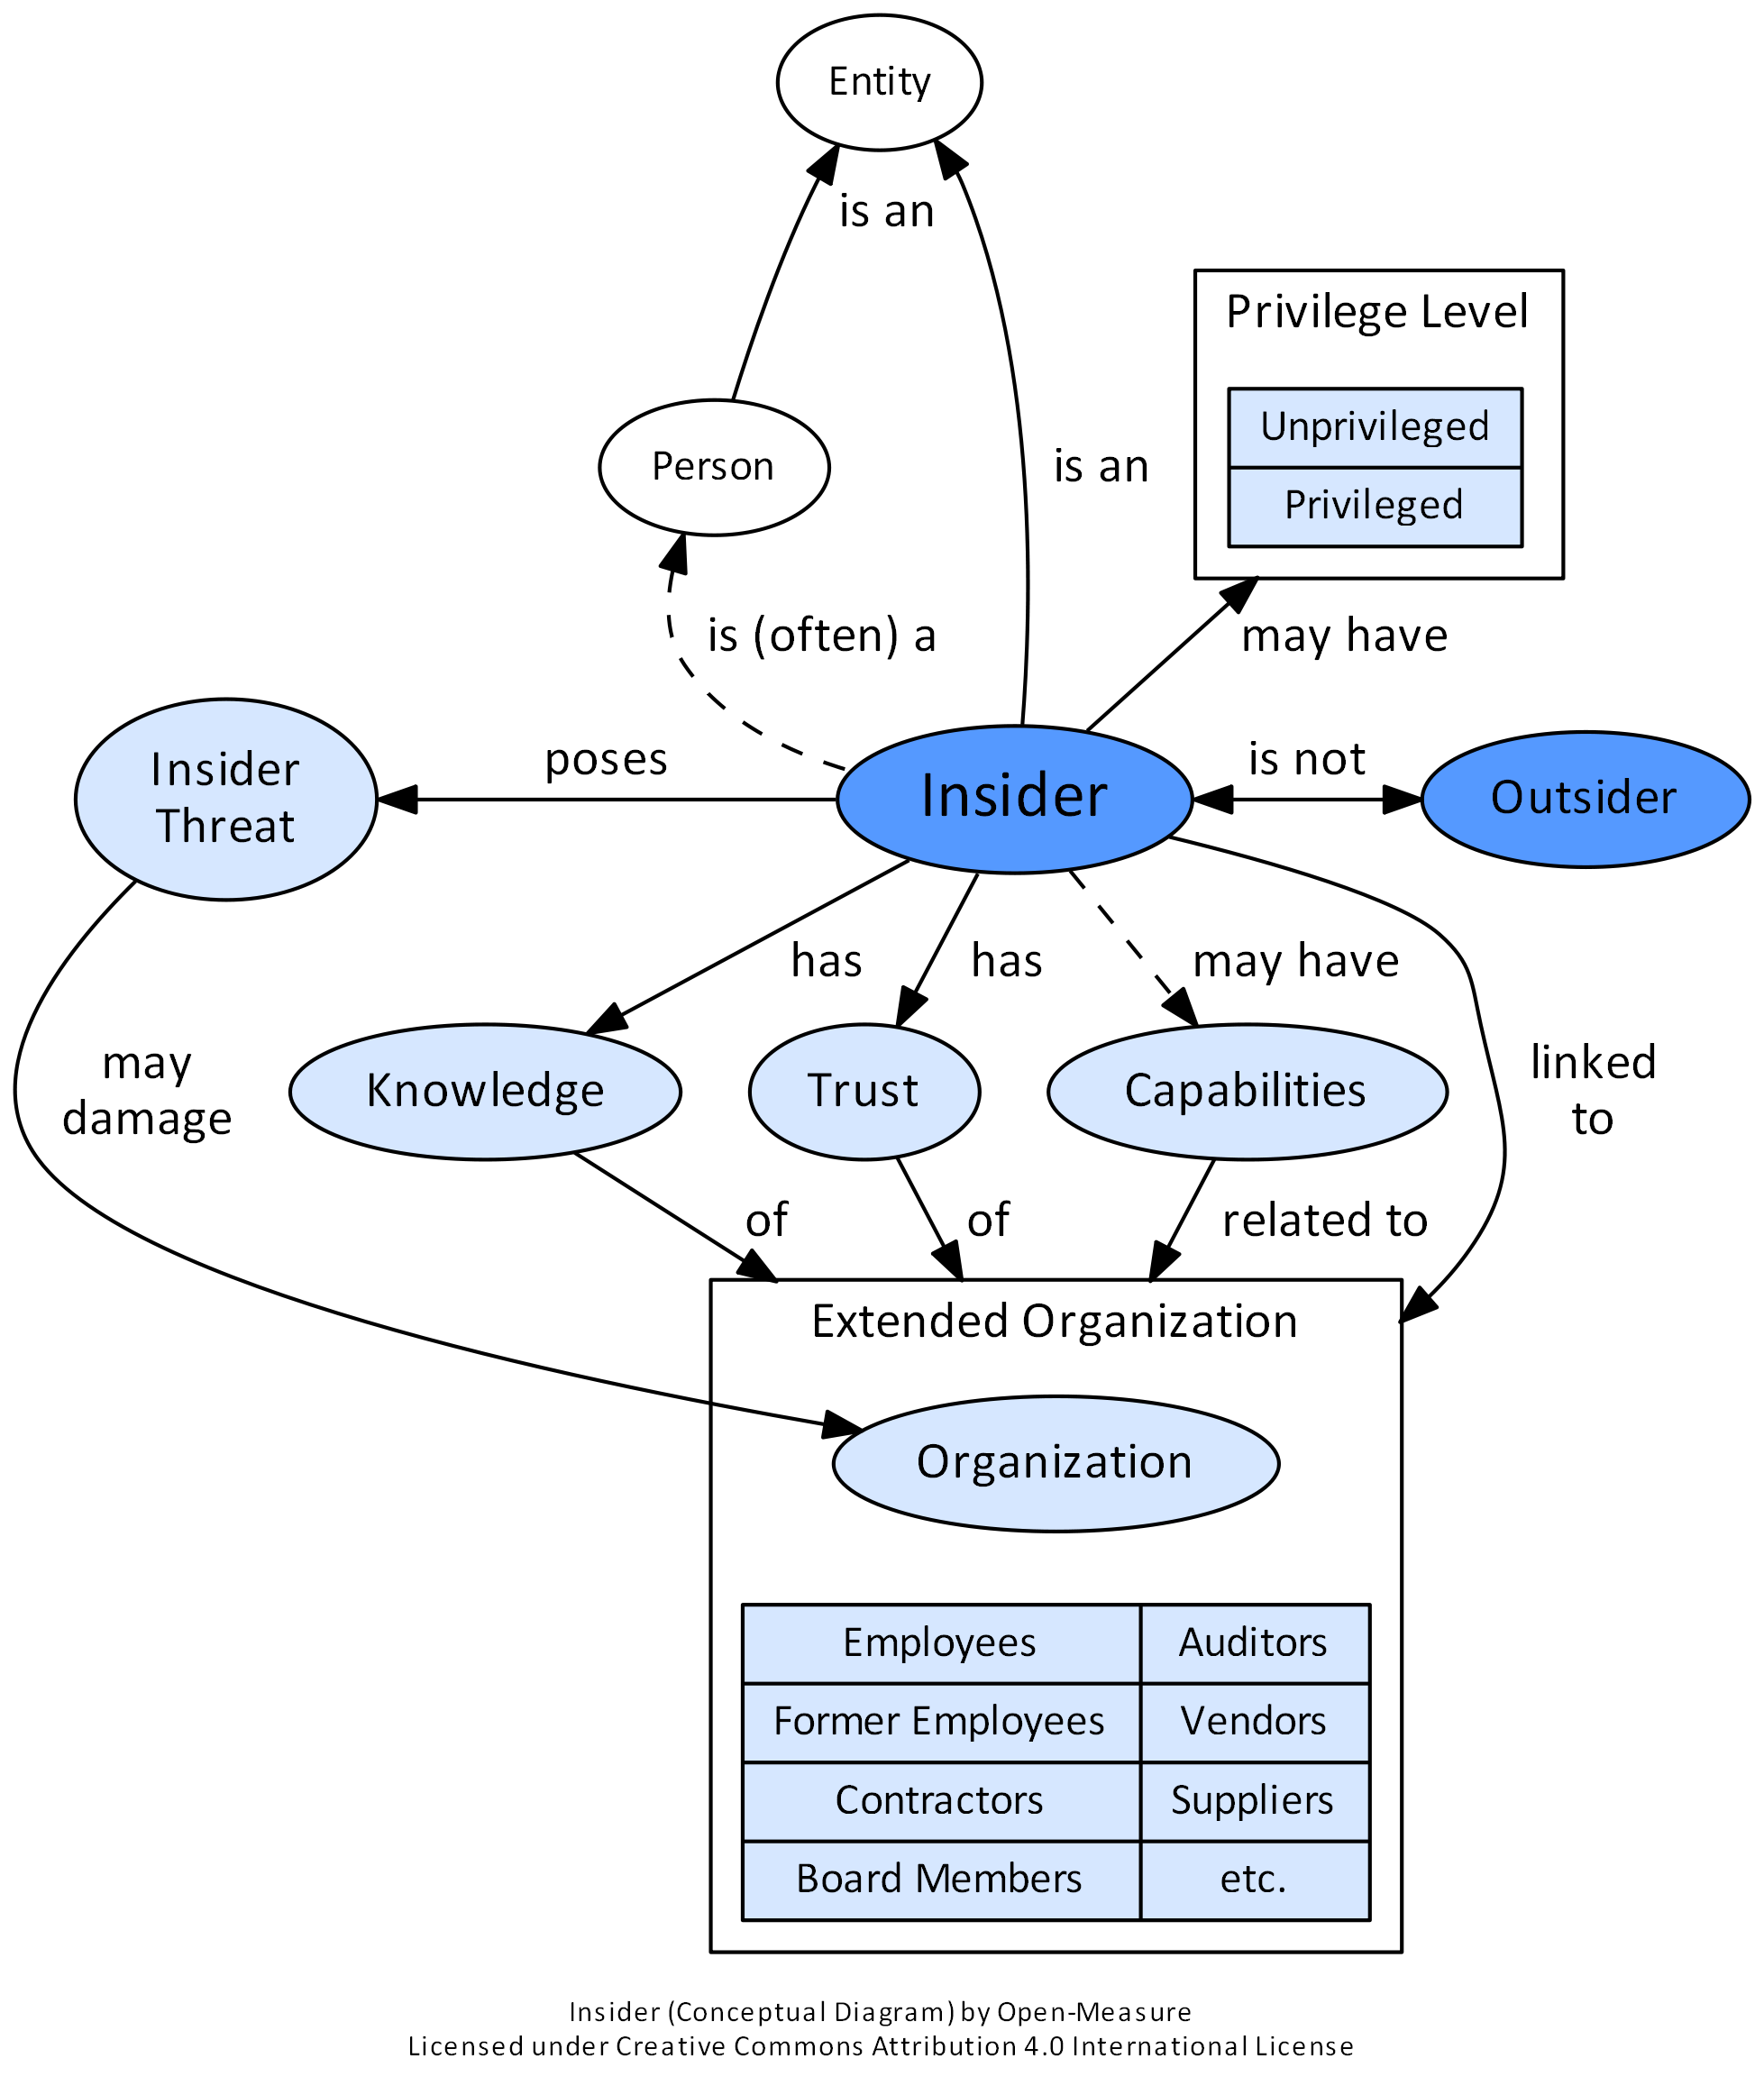 Entity
is an
Privilege Level
Unprivileged
Privileged
is an
Person
is (often) a
may have
Insider
Threat
poses
Insider
is not
Outsider
has
has
may have
may
damage
Knowledge
Trust
Capabilities
linked
to
of
of
related to
Extended Organization
Organization
Employees
Auditors
Former Employees
Vendors
Contractors
Suppliers
Board Members
etc.
Insider (Conceptual Diagram) by Open-Measure
Licensed under Creative Commons Attribution 4.0 International License